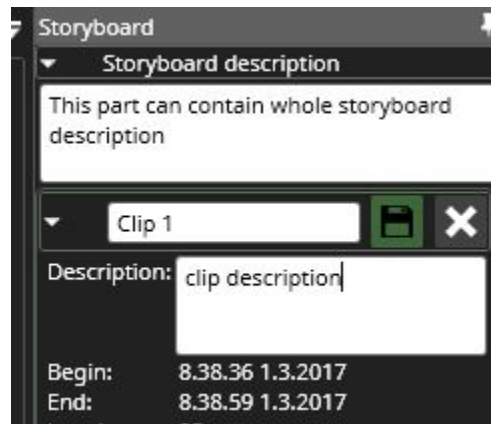 Storyboard
Storyboard description
This part can contain whole storyboard
description
Clip 1
Description:
clip description
Begin: 8.38.36 1.3.2017
End: 8.38.59 1.3.2017